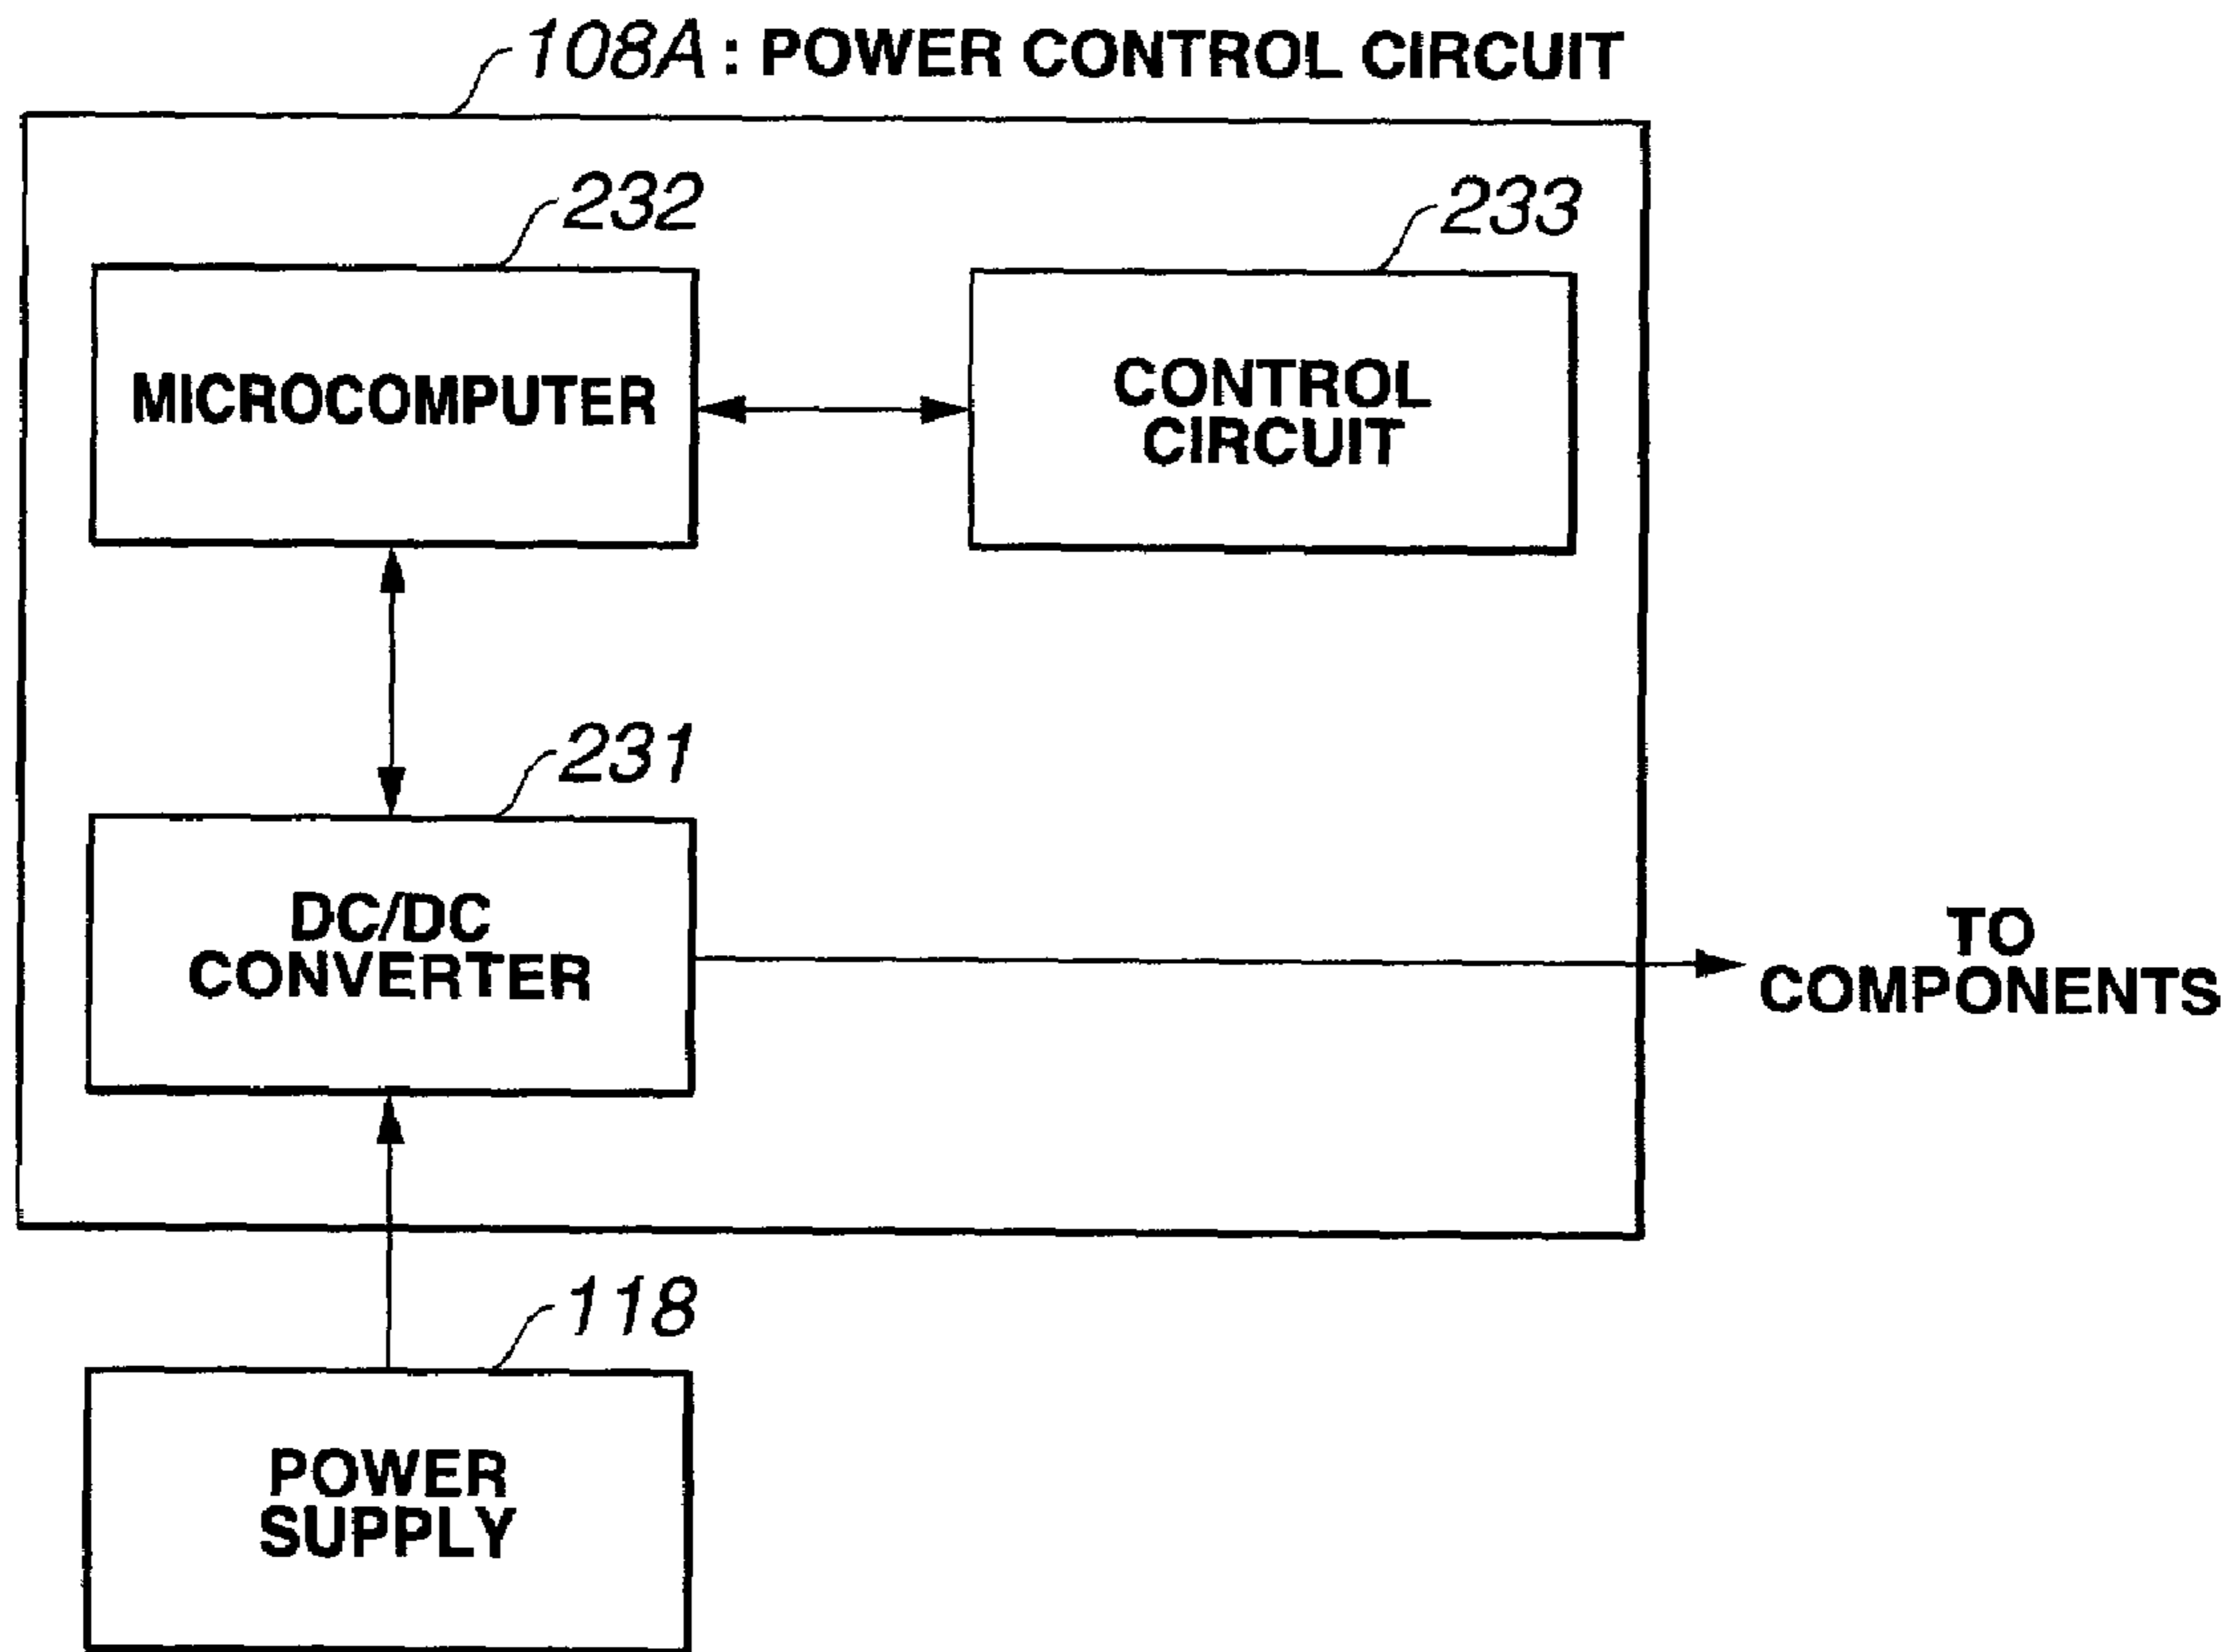 108A : POWER CONTROL CIRCUIT
232
233
MICROCOMPUTER
CONTROL
CIRCUIT
231
DC/DC
CONVERTER
TO
COMPONENTS
118
POWER
SUPPLY